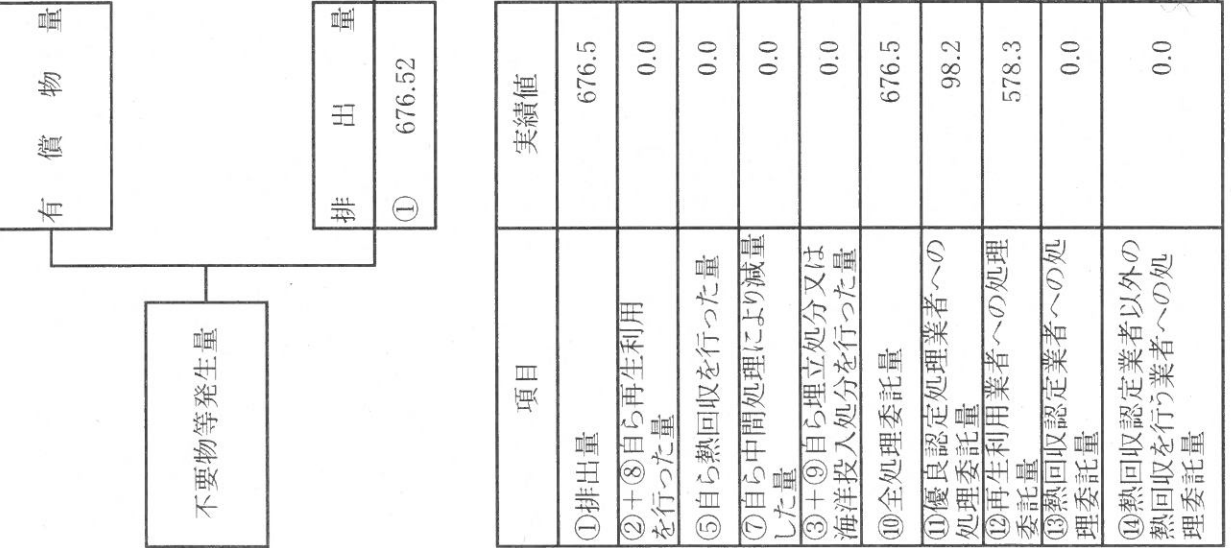 有償物量
不要物等発生量
排出量
① 676.52
項目 実績値
①排出量 676.5
②＋⑧自ら再生利用
を行った量 0.0
⑤自ら熱回収を行った量 0.0
⑦自ら中間処理により減量
した量 0.0
③＋⑨自ら埋立処分又は
海洋投入処分を行った量 0.0
⑩全処理委託量 676.5
⑪優良認定処理業者への
処理委託量 98.2
⑫再生利用業者への処理
委託量 578.3
⑬熱回収認定業者への処
理委託量 0.0
⑭熱回収認定業者以外の
熱回収を行う業者への処
理委託量 0.0